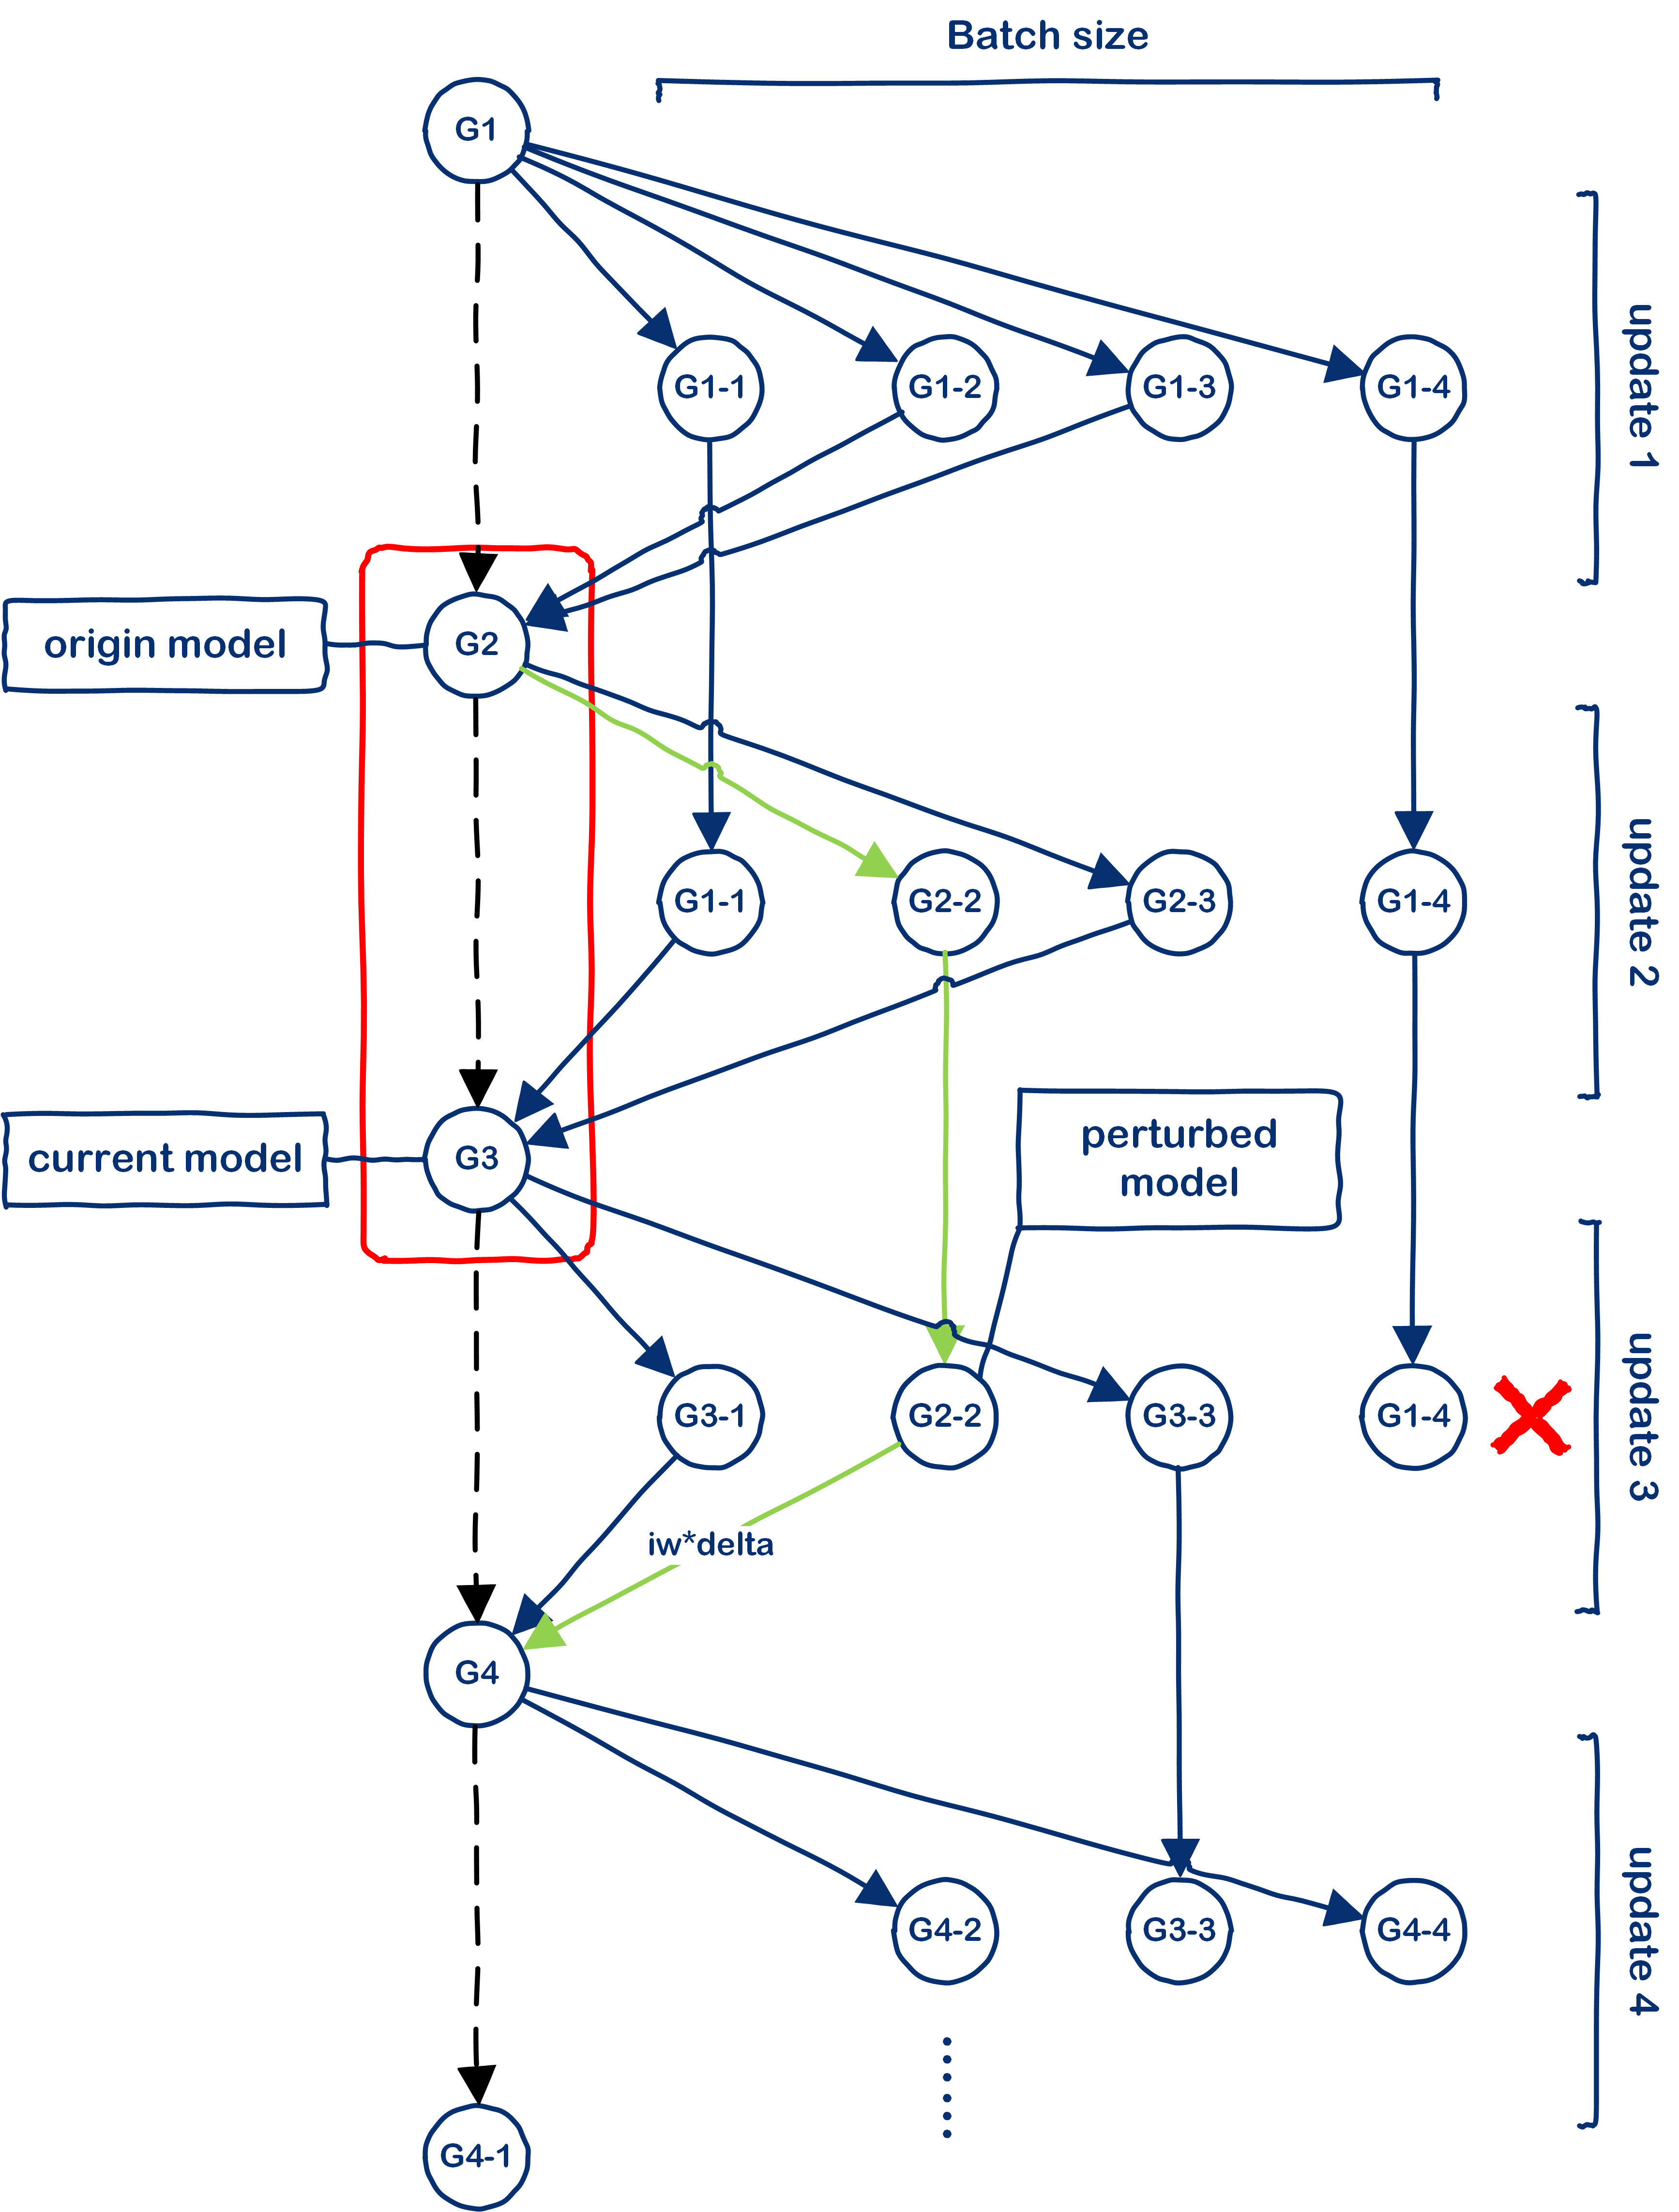 Batch size
G1
G1-1
G1-2
G1-3
G1-4
update 1
origin model
G2
G1-1
G2-2
G2-3
G1-4
update 2
current model
G3
perturbed
model
G3-1
G2-2
G3-3
G1-4
update 3
iw*delta
G4
G4-2
G3-3
G4-4
update 4
G4-1